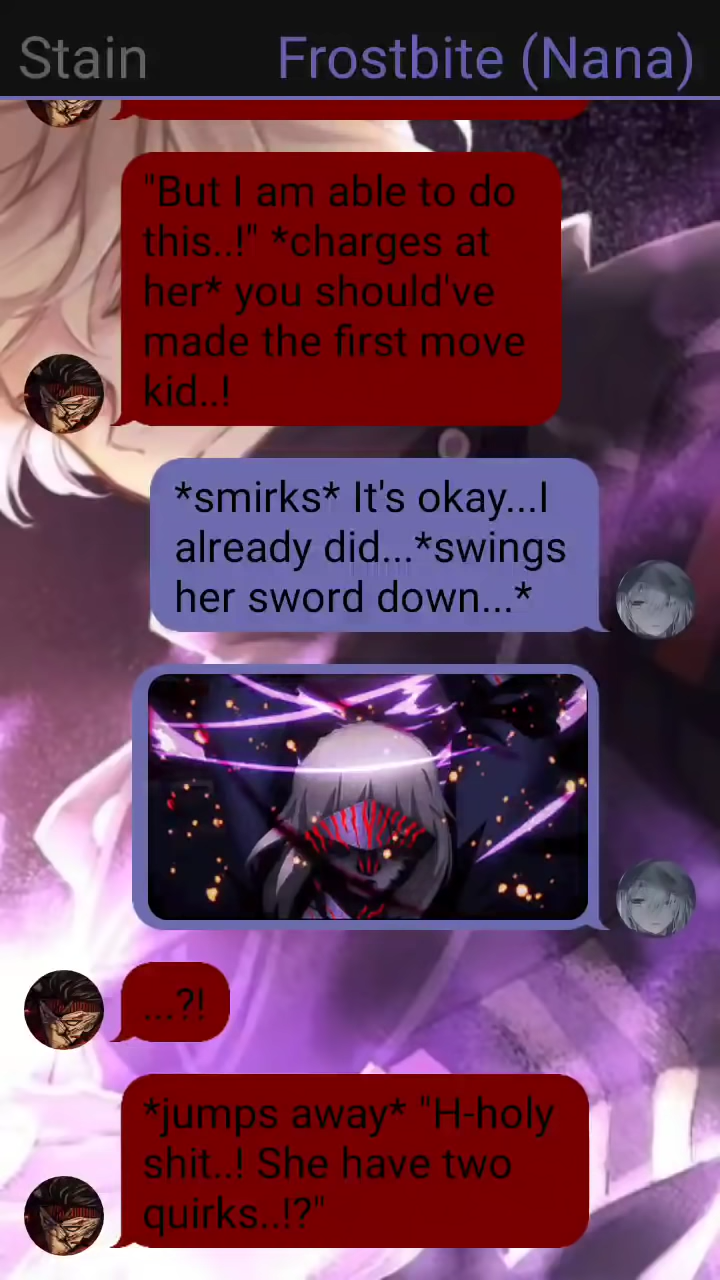 Stain Frostbite (Nana)
"But I am able to do
this..!" *charges at
her* you should've
made the first move
kid..!
*smirks* It's okay...I
already did...*swings
her sword down...*
...?!
*jumps away* "H-holy
shit..! She have two
quirks..!?"